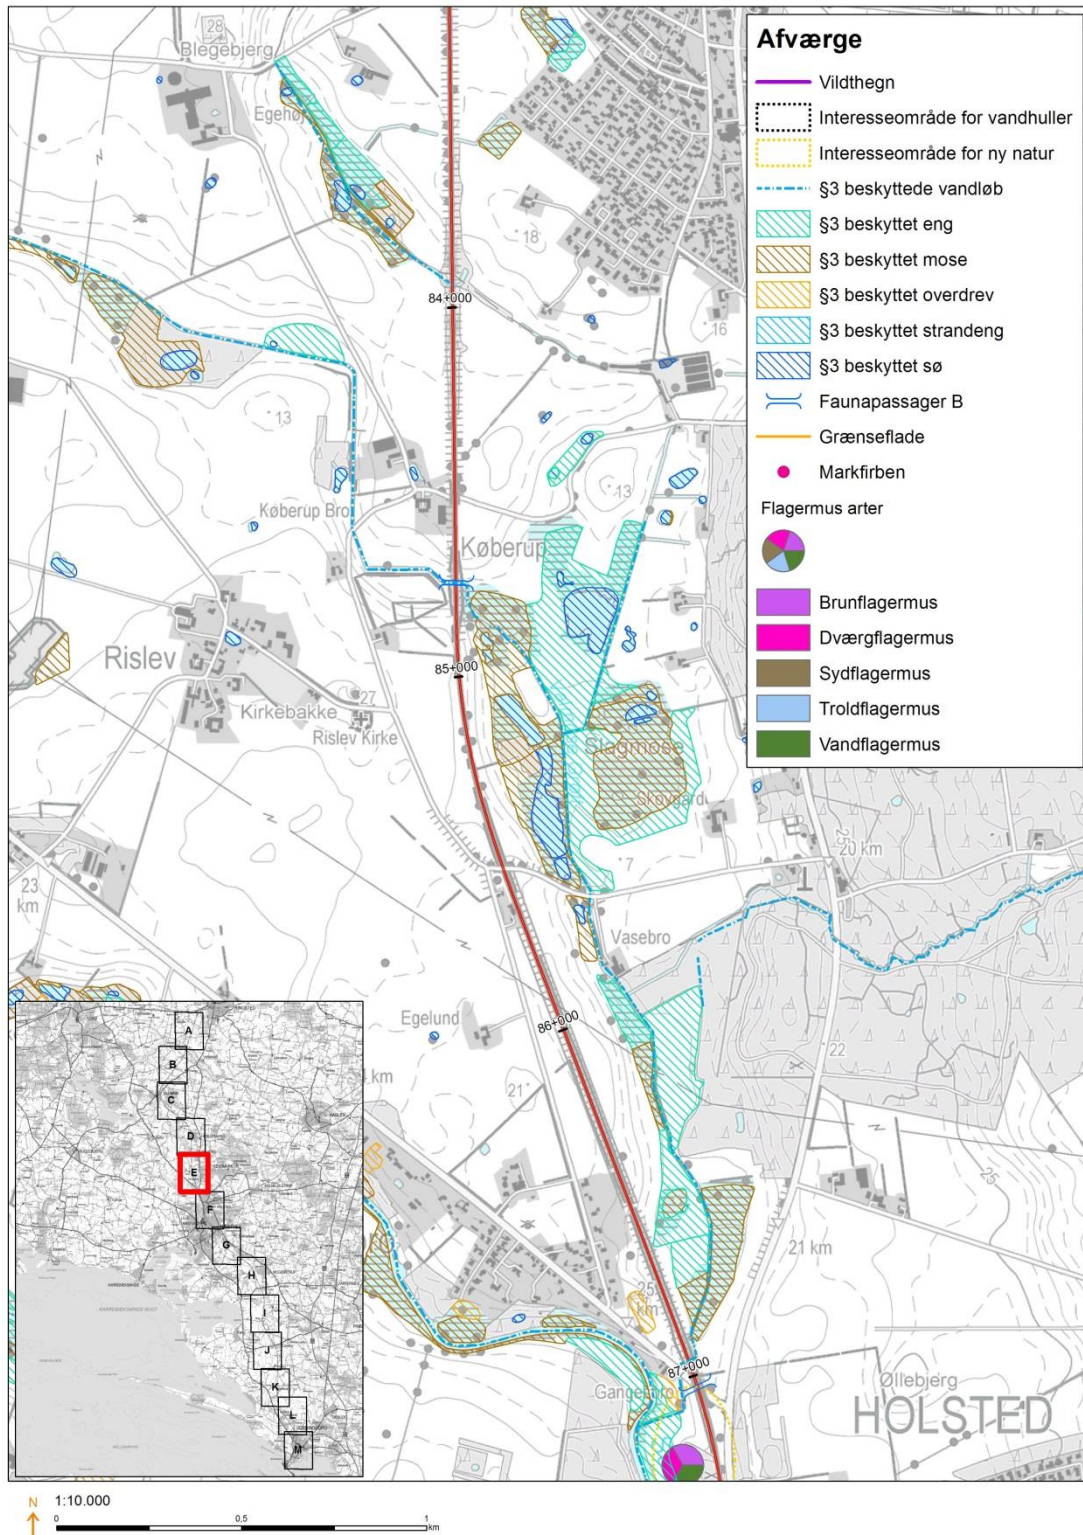 Afværge
Vildthegn
Interesseområde for vandhuller
Interesseområde for ny natur
§3 beskyttede vandløb
§3 beskyttet eng
§3 beskyttet mose
§3 beskyttet overdrev
§3 beskyttet strandeng
§3 beskyttet sø
Faunapassager B
Grænseflade
Markfirben
Flagermus arter
Brunflagermus
Dværgflagermus
Sydflagermus
Troldflagermus
Vandflagermus
28
Blegebjerg
Egehøj
18
84+000
16
13
13
Køberup Bro
Køberup
Rislev
85+000
27
Kirkebakke
Rislev Kirke
Slagmose
Skovgård
7
25
20 km
23
km
Vasebro
Egelund
86+000
22
km
21
25
21 km
25
km
87+000
Gangesbro
Øllebjerg
HOLSTED
A
B
C
D
E
F
G
H
I
J
K
L
M
N
1:10.000
0
0,5
1
km